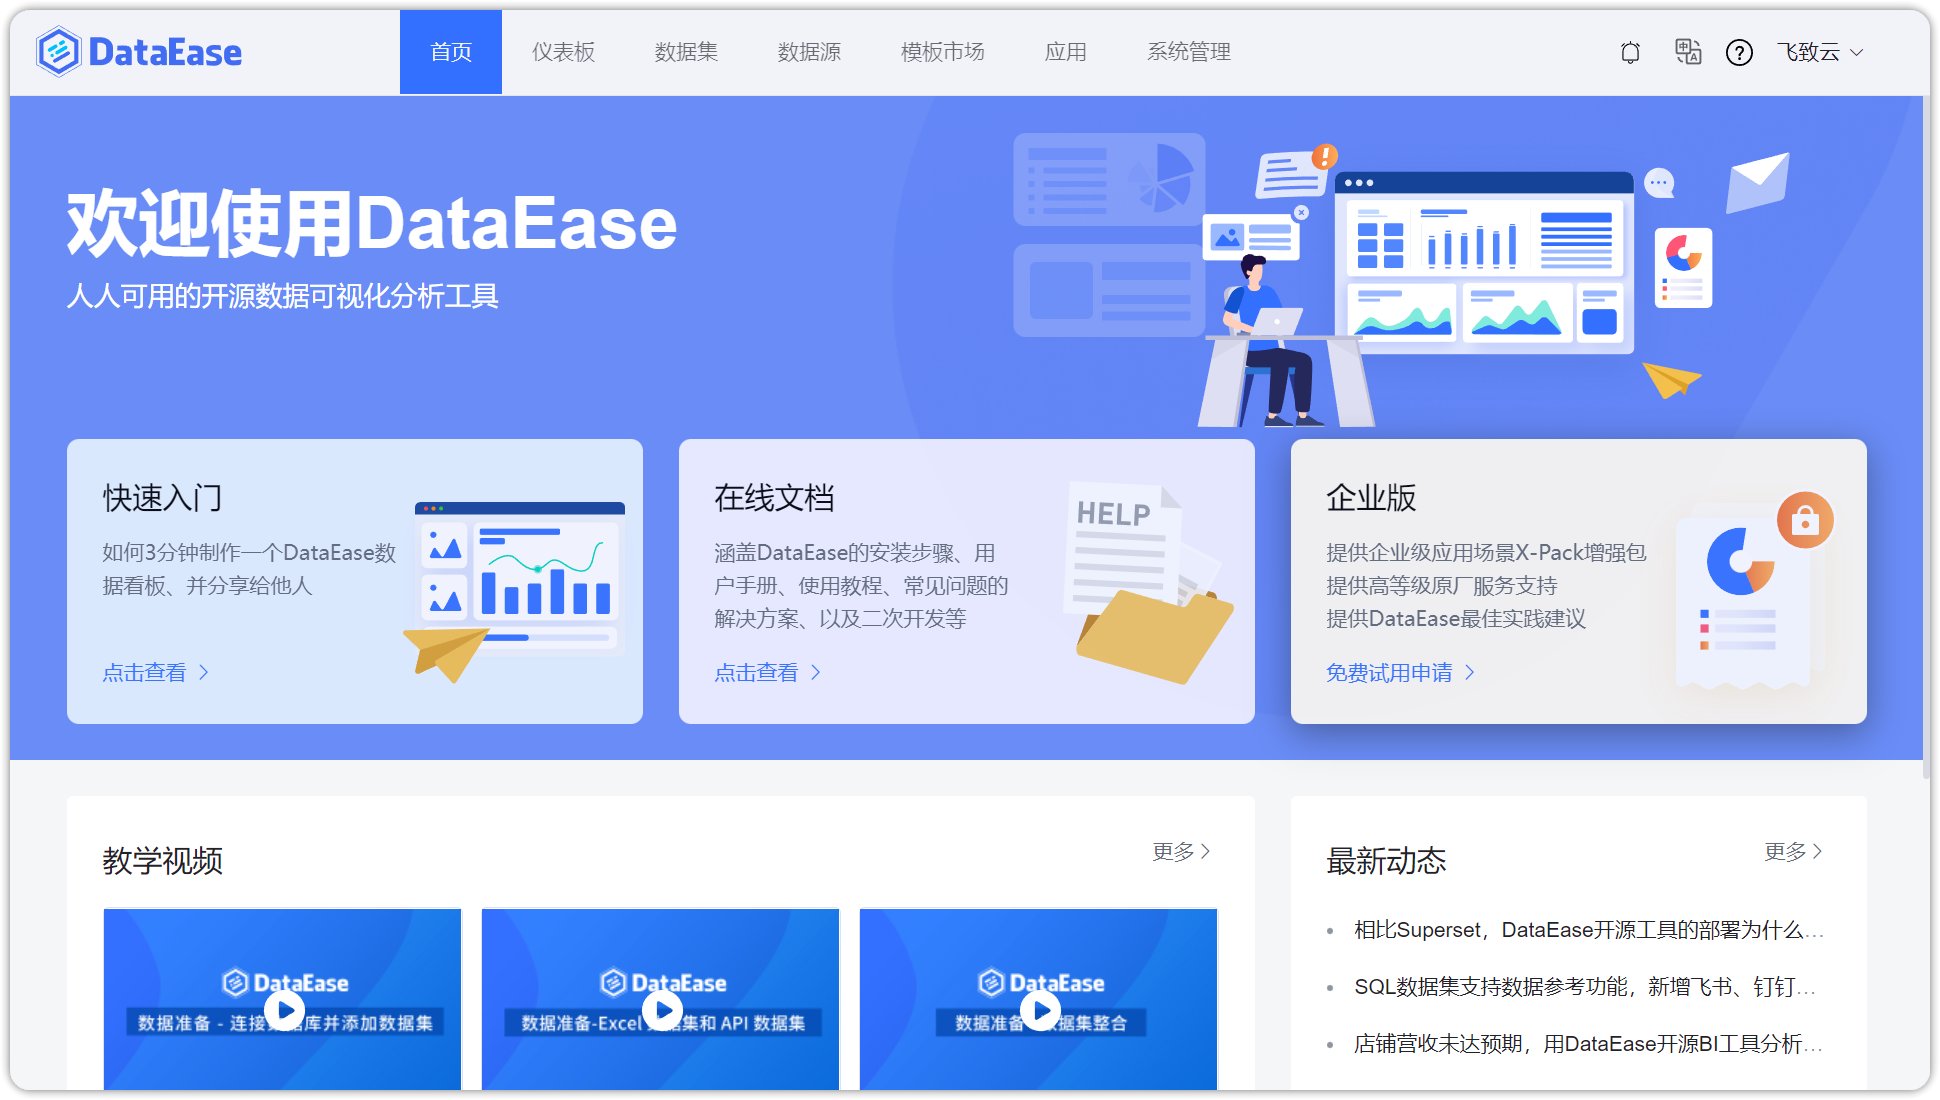 DataEase
首页
仪表板
数据集
数据源
模板市场
应用
系统管理
飞致云
欢迎使用DataEase
人人可用的开源数据可视化分析工具
快速入门
如何3分钟制作一个DataEase数
据看板、并分享给他人
点击查看
在线文档
涵盖DataEase的安装步骤、用
户手册、使用教程、常见问题的
解决方案、以及二次开发等
点击查看
HELP
企业版
提供企业级应用场景X-Pack增强包
提供高等级原厂服务支持
提供DataEase最佳实践建议
免费试用申请
教学视频
更多
DataEase
数据准备 - 连接数据库并添加数据集
DataEase
数据准备-Excel 数据集和 API 数据集
DataEase
数据准备 数据集整合
最新动态
更多
相比Superset，DataEase开源工具的部署为什么...
SQL数据集支持数据参考功能，新增飞书、钉钉...
店铺营收未达预期，用DataEase开源BI工具分析...